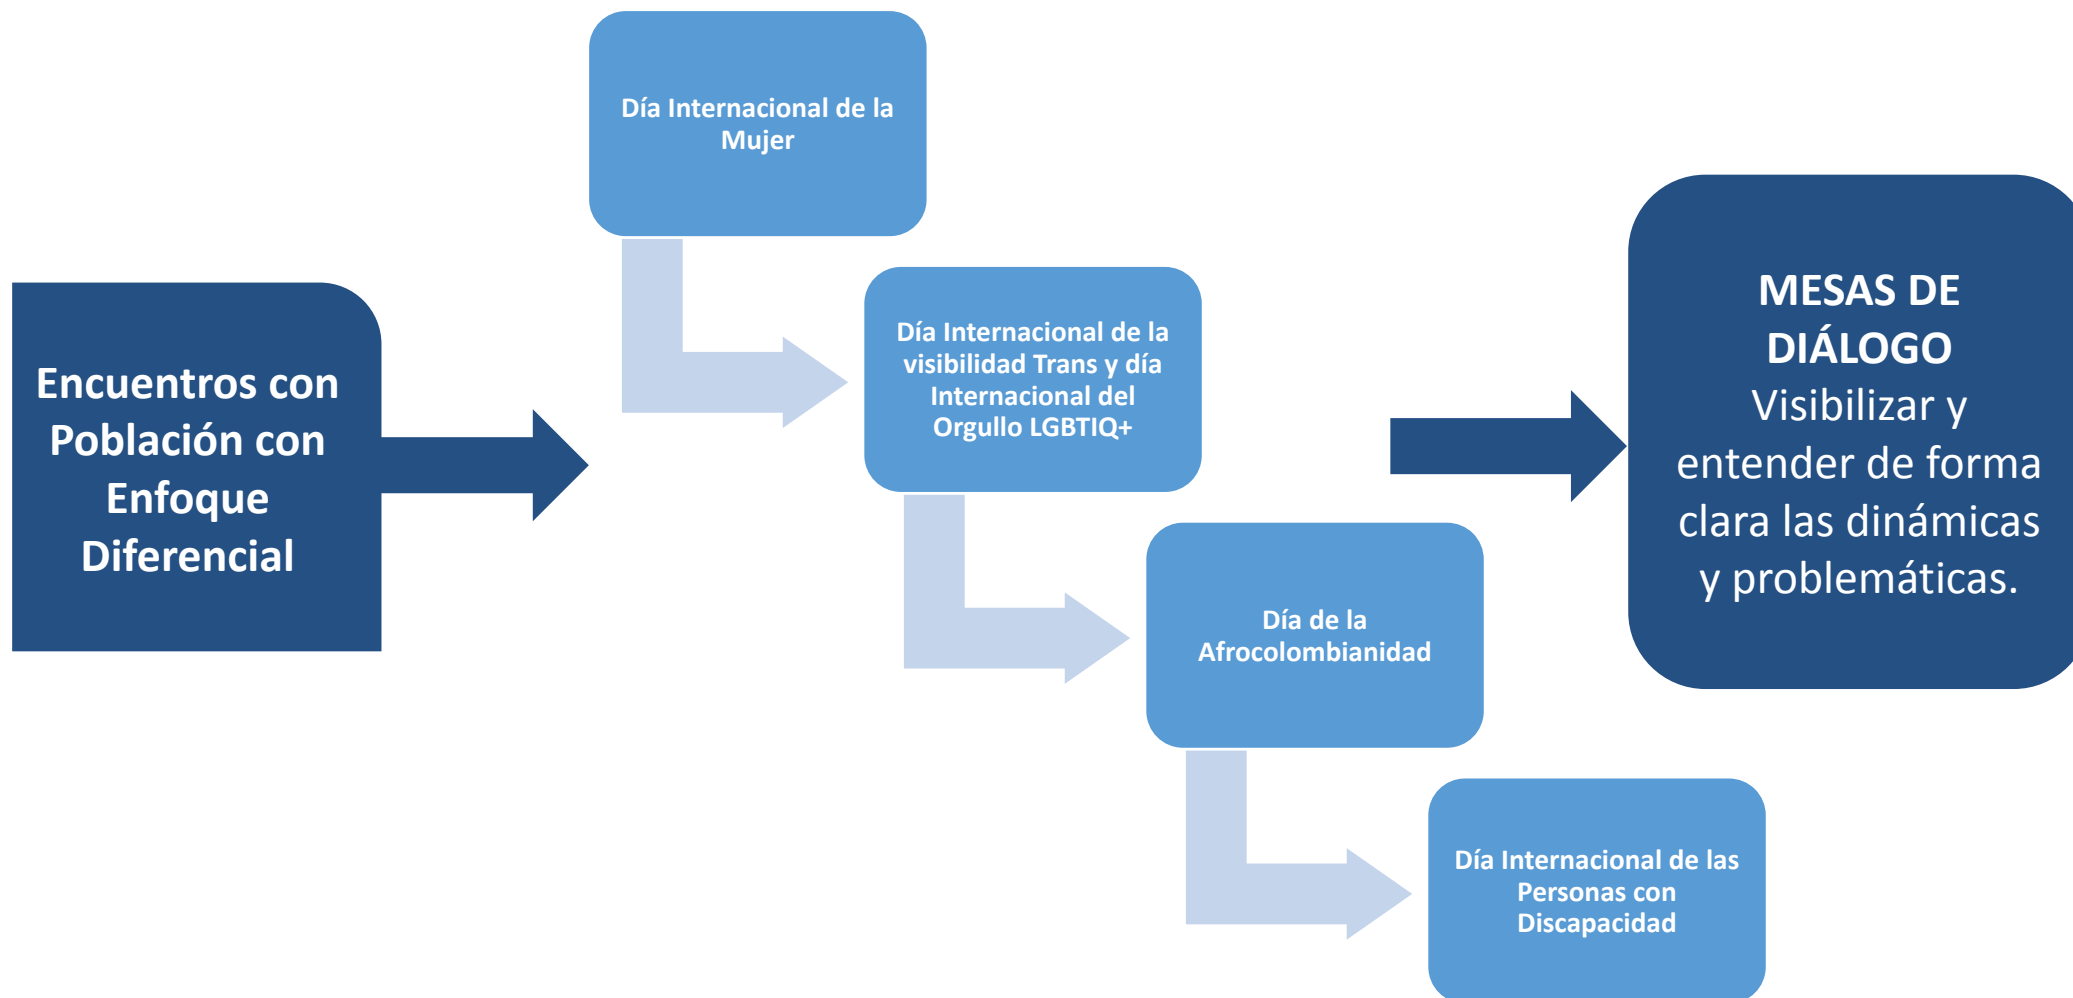 Encuentros con
Población con
Enfoque
Diferencial
Día Internacional de la
Mujer
Día Internacional de la
visibilidad Trans y día
Internacional del
Orgullo LGBTIQ+
Día de la
Afrocolombianidad
Día Internacional de las
Personas con
Discapacidad
MESAS DE
DIÁLOGO
Visibilizar y
entender de forma
clara las dinámicas
y problemáticas.